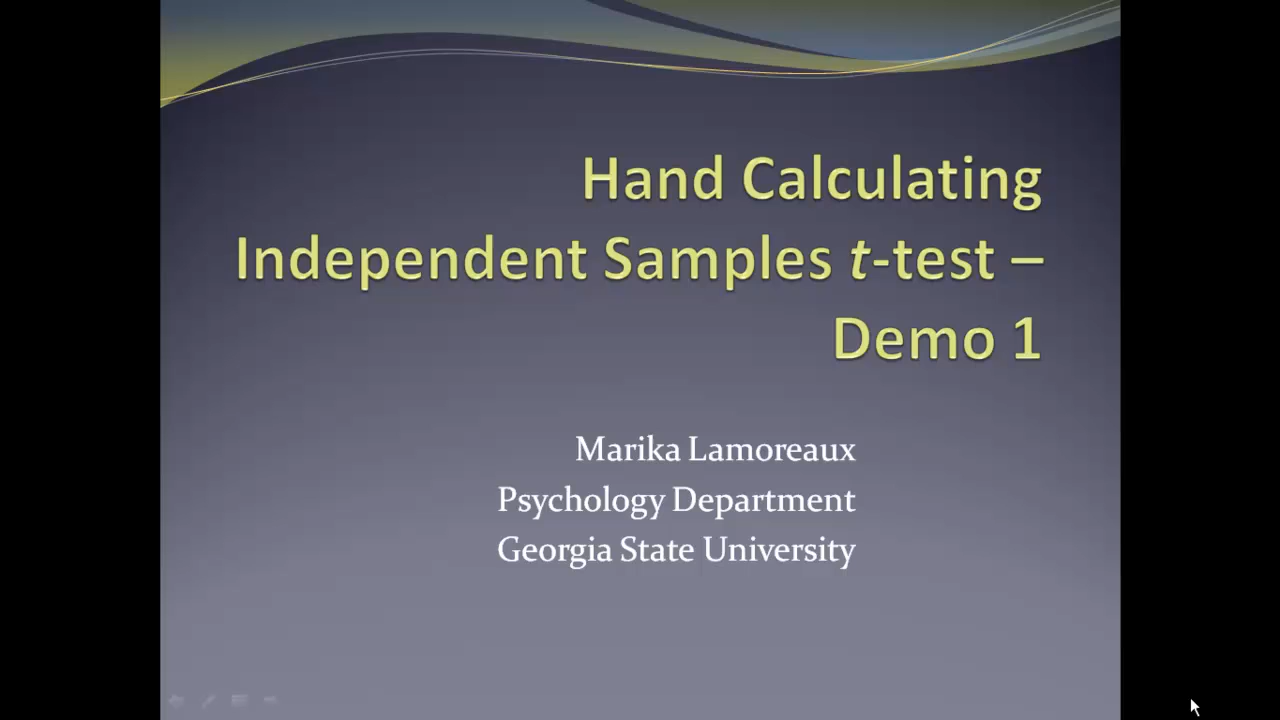 Hand Calculating
Independent Samples t-test –
Demo 1
Marika Lamoreaux
Psychology Department
Georgia State University